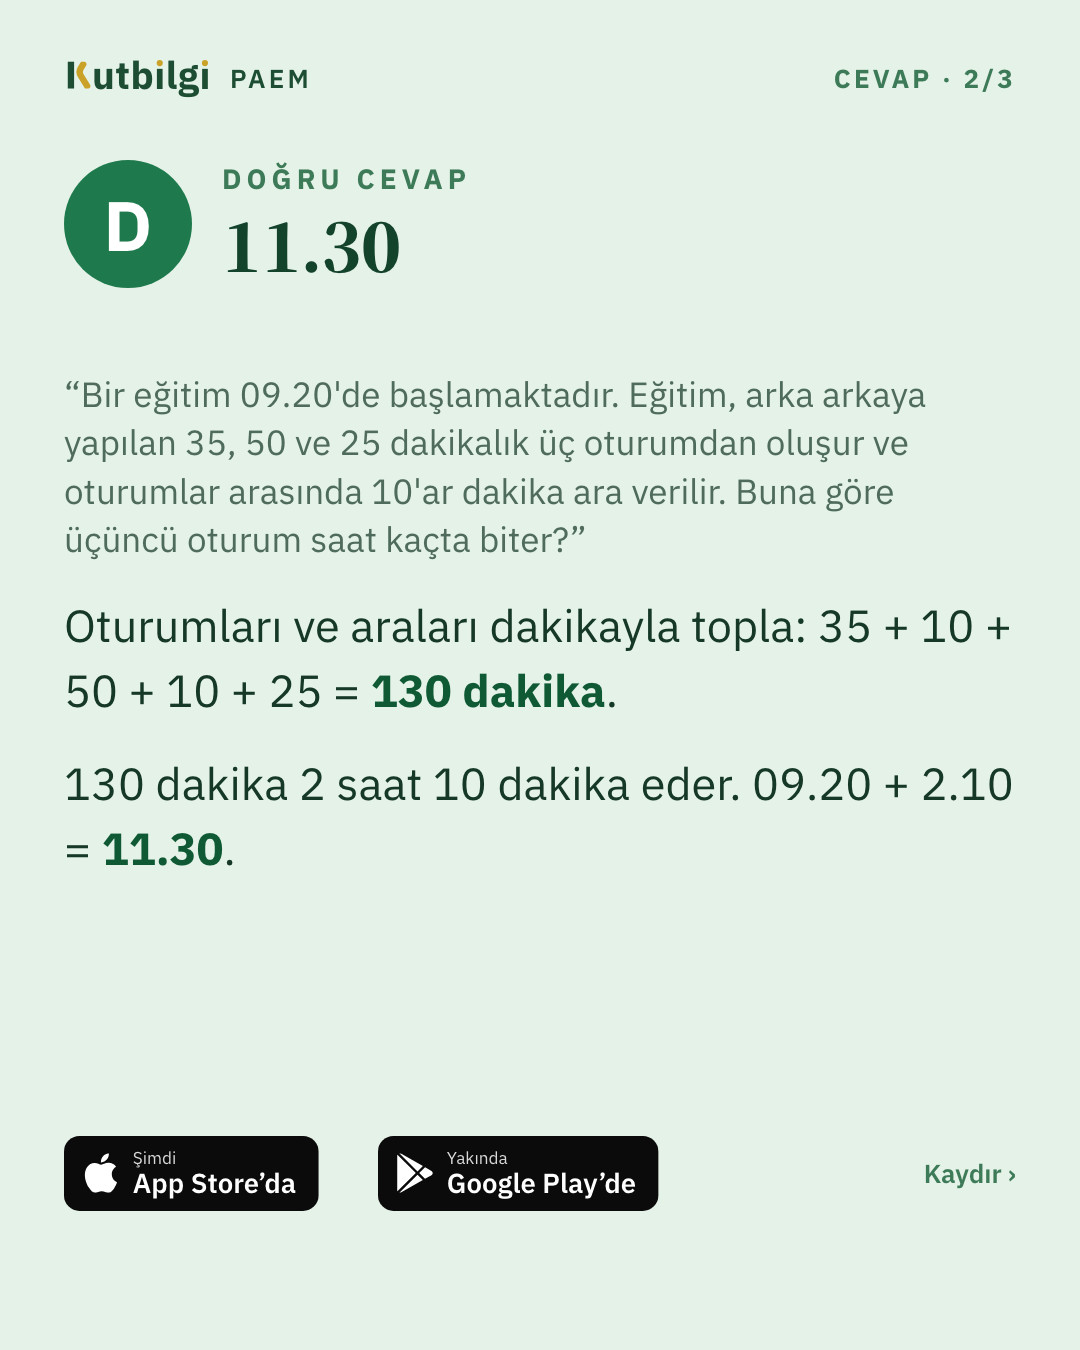 Kutbilgi PAEM
CEVAP · 2/3
D
DOĞRU CEVAP
11.30
“Bir eğitim 09.20'de başlamaktadır. Eğitim, arka arkaya
yapılan 35, 50 ve 25 dakikalık üç oturumdan oluşur ve
oturumlar arasında 10'ar dakika ara verilir. Buna göre
üçüncü oturum saat kaçta biter?”
Oturumları ve araları dakikayla topla: 35 + 10 +
50 + 10 + 25 = 130 dakika.
130 dakika 2 saat 10 dakika eder. 09.20 + 2.10
= 11.30.
Şimdi
App Store’da
Yakında
Google Play’de
Kaydır ›